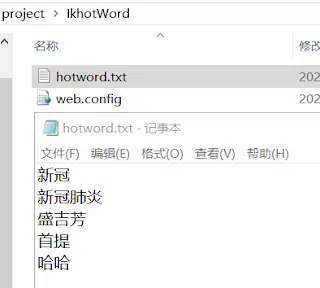 project > IkhotWord
名称
修改
hotword.txt
202
web.config
202
hotword.txt - 记事本
文件(F) 编辑(E) 格式(O) 查看(V) 帮助(H)
新冠
新冠肺炎
盛吉芳
首提
哈哈